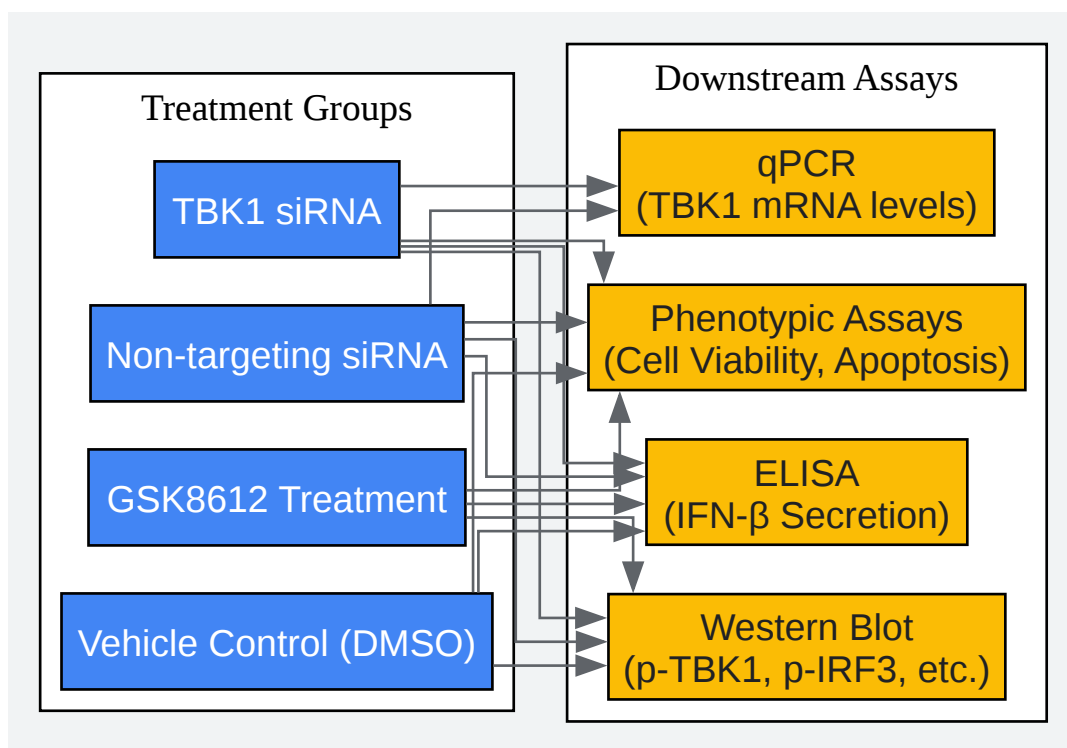 Treatment Groups
TBK1 siRNA
Non-targeting siRNA
GSK8612 Treatment
Vehicle Control (DMSO)
Downstream Assays
qPCR
(TBK1 mRNA levels)
Phenotypic Assays
(Cell Viability, Apoptosis)
ELISA
(IFN-β Secretion)
Western Blot
(p-TBK1, p-IRF3, etc.)